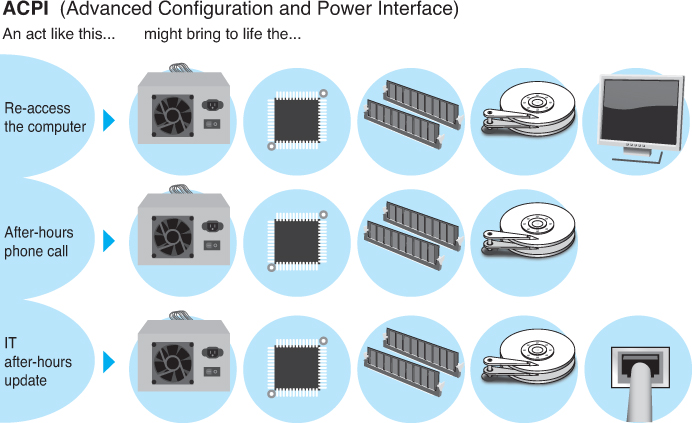 ACPI (Advanced Configuration and Power Interface)
An act like this... might bring to life the...
Re-access
the computer
After-hours
phone call
IT
after-hours
update